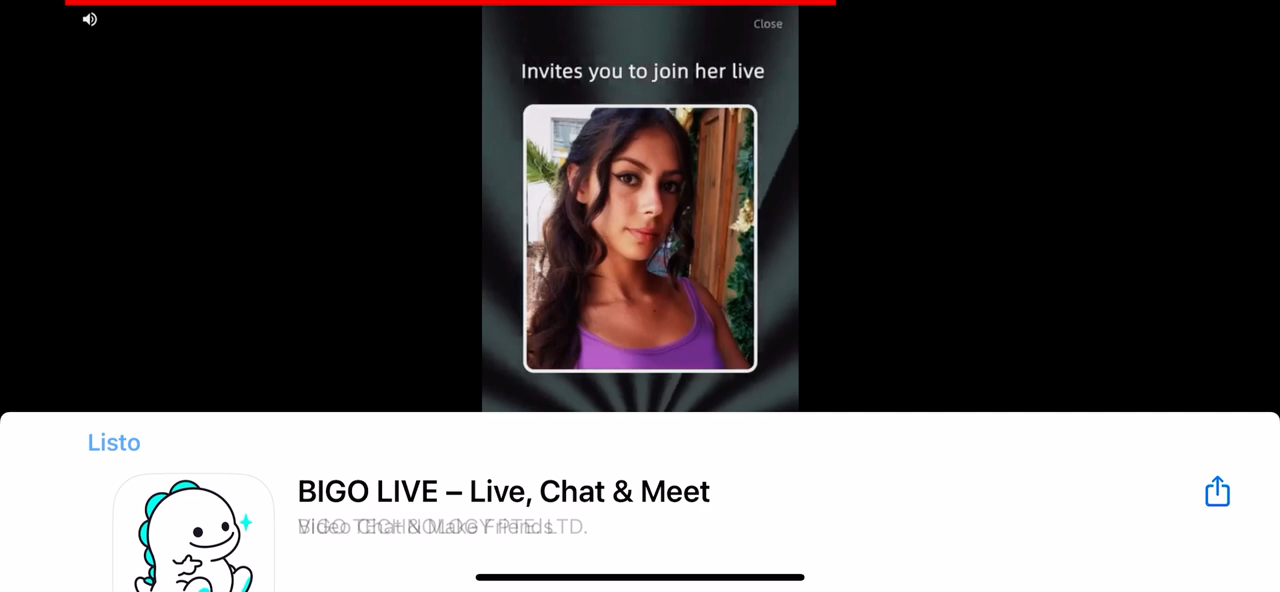 Close
Invites you to join her live
Listo
BIGO LIVE – Live, Chat & Meet